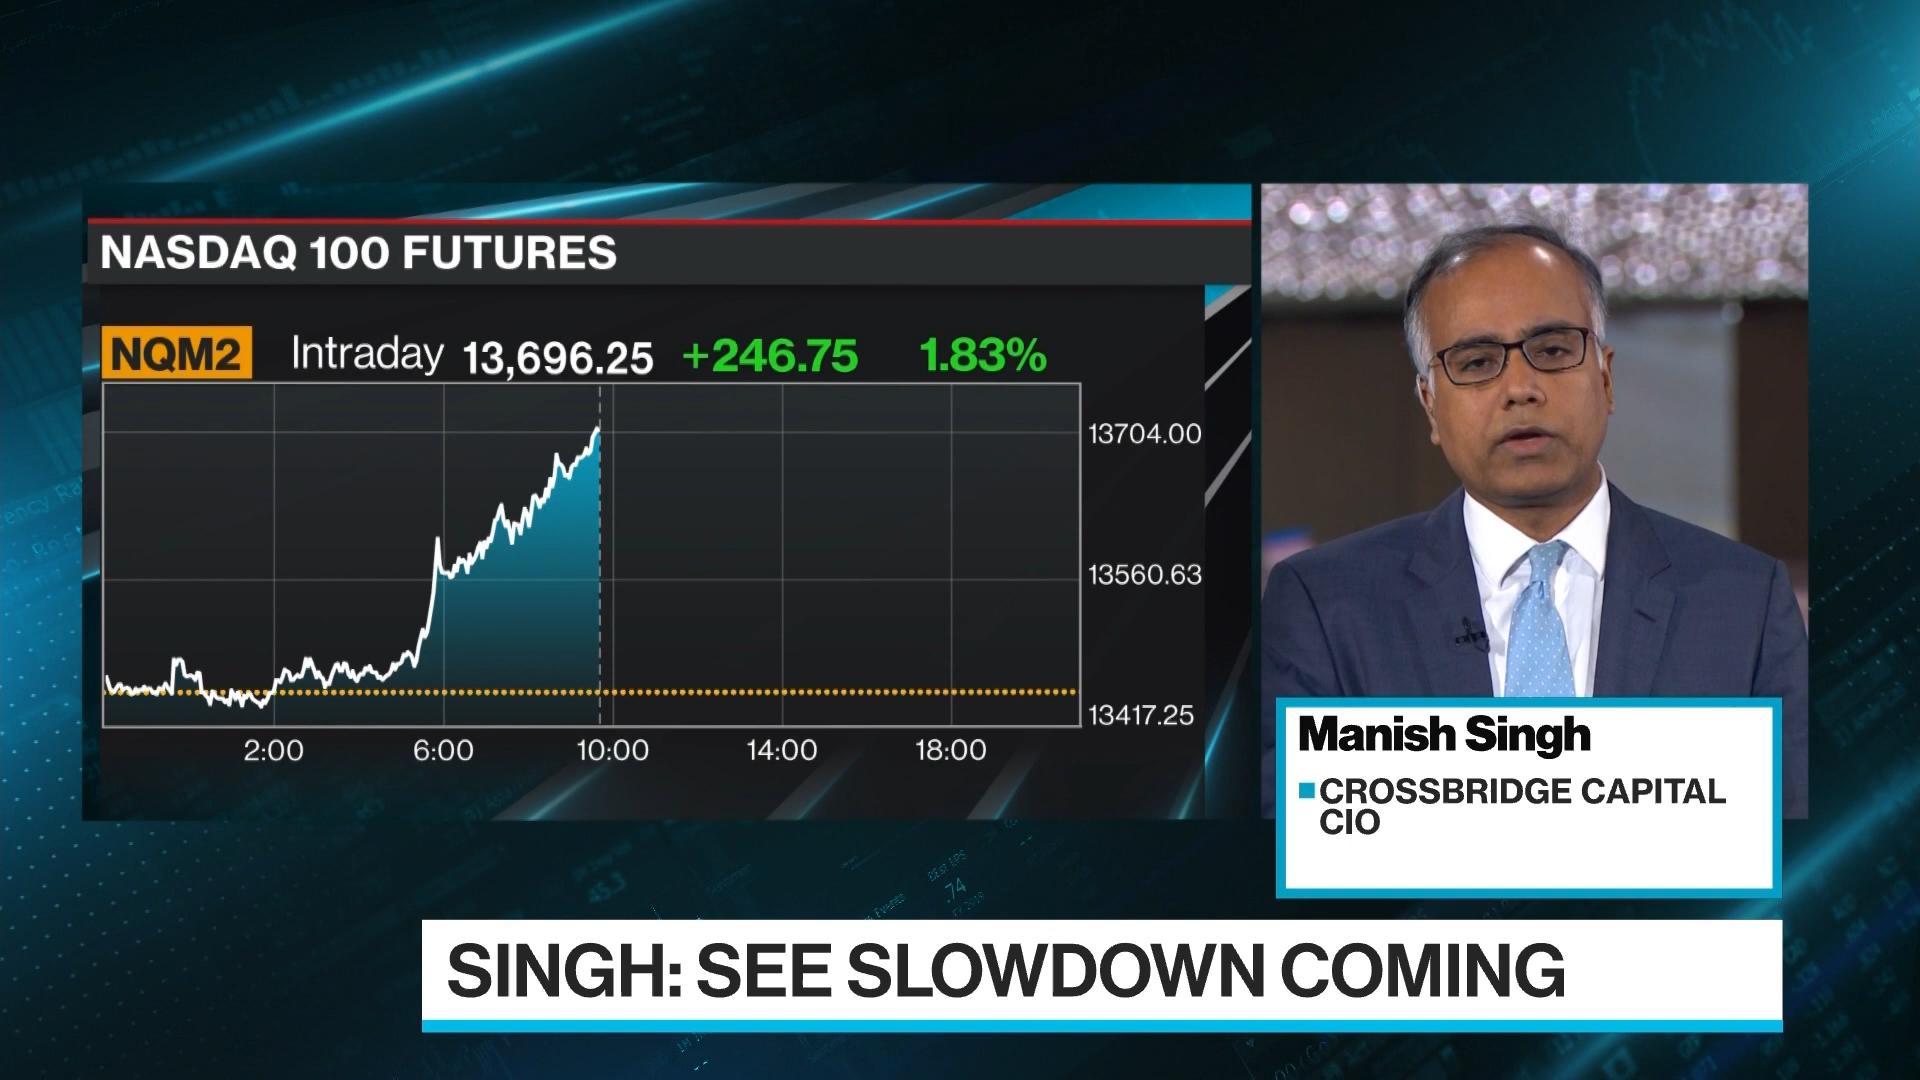 NASDAQ 100 FUTURES
NQM2 Intraday 13,696.25 +246.75 1.83%
13704.00
13560.63
13417.25
2:00 6:00 10:00 14:00 18:00
Manish Singh
CROSSBRIDGE CAPITAL
CIO
SINGH: SEE SLOWDOWN COMING